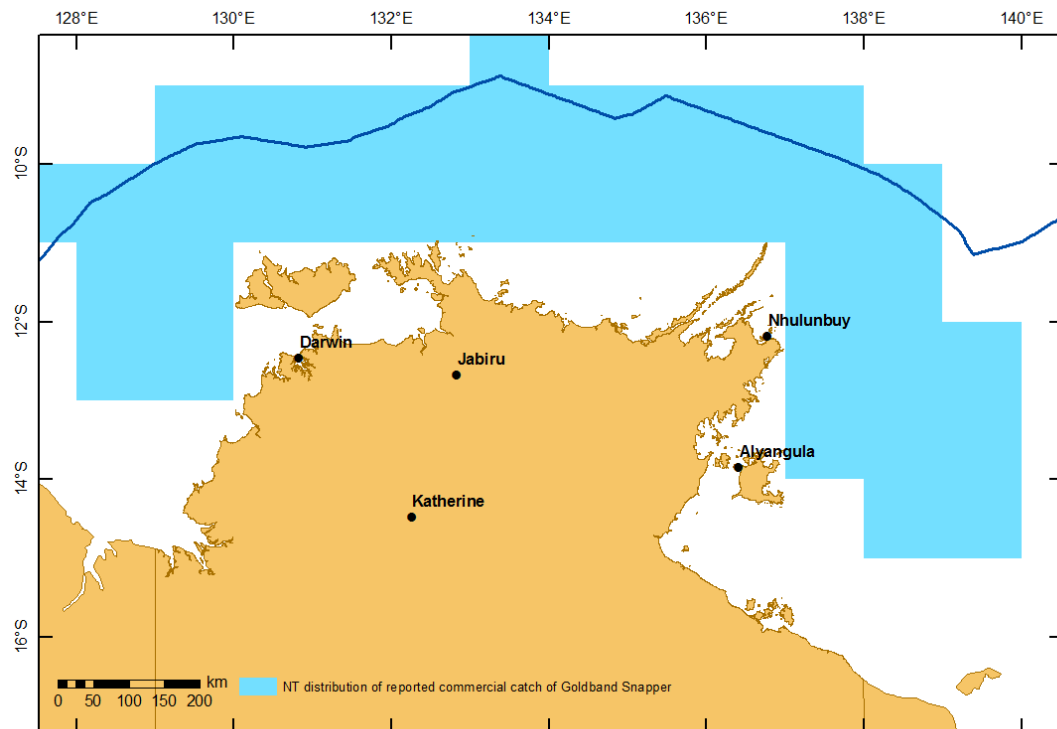 128°E 130°E 132°E 134°E 136°E 138°E 140°E
10°S
12°S
Nhulunbuy
Darwin
Jabiru
Alyangula
14°S
Katherine
16°S
km
0 50 100 150 200
NT distribution of reported commercial catch of Goldband Snapper